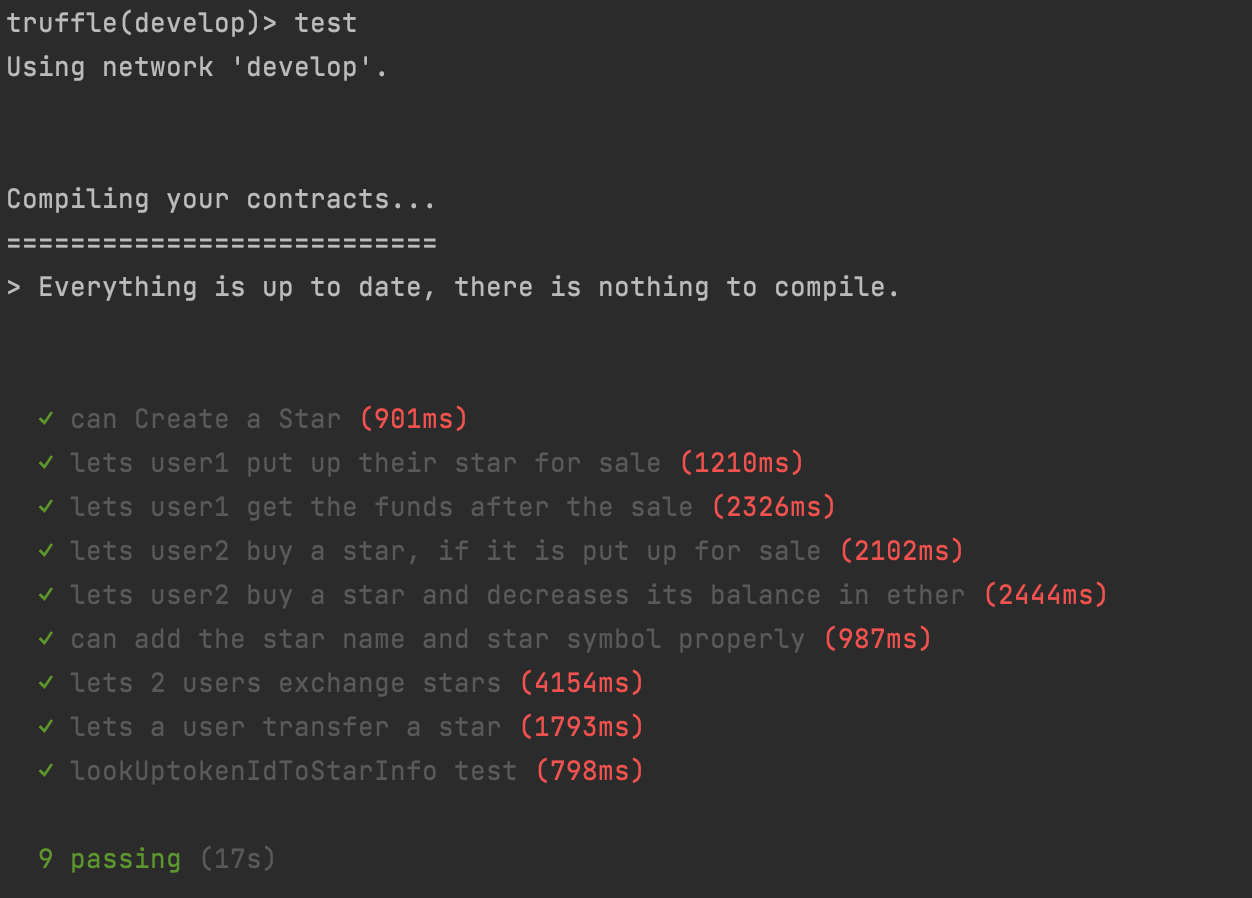 truffle(develop)> test
Using network 'develop'.
Compiling your contracts...
===========================
> Everything is up to date, there is nothing to compile.
✓ can Create a Star (901ms)
✓ lets user1 put up their star for sale (1210ms)
✓ lets user1 get the funds after the sale (2326ms)
✓ lets user2 buy a star, if it is put up for sale (2102ms)
✓ lets user2 buy a star and decreases its balance in ether (2444ms)
✓ can add the star name and star symbol properly (987ms)
✓ lets 2 users exchange stars (4154ms)
✓ lets a user transfer a star (1793ms)
✓ lookUptokenIdToStarInfo test (798ms)
9 passing (17s)